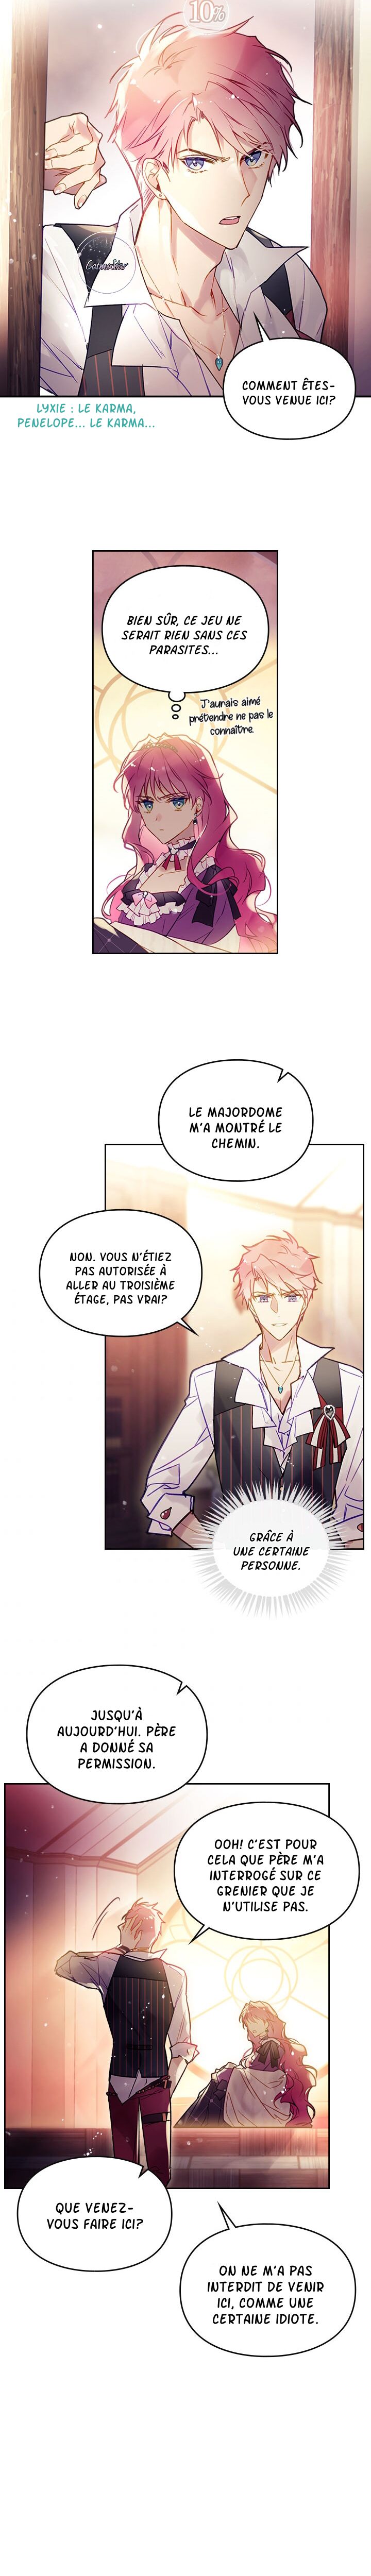 10%
CabreStar
COMMENT ÊTES-
VOUS VENUE ICI?
LYXIE : LE KARMA,
PENELOPE... LE KARMA...
BIEN SÛR, CE JEU NE
SERAIT RIEN SANS CES
PARASITES...
J'aurais aimé
prétendre ne pas le
connaître.
LE MAJORDOME
M'A MONTRÉ LE
CHEMIN.
NON. VOUS N'ÉTIEZ
PAS AUTORISÉE À
ALLER AU TROISIÈME
ÉTAGE, PAS VRAI?
GRÂCE À
UNE CERTAINE
PERSONNE.
JUSQU'À
AUJOURD'HUI. PÈRE
A DONNÉ SA
PERMISSION.
OOH! C'EST POUR
CELA QUE PÈRE M'A
INTERROGÉ SUR CE
GRENIER QUE JE
N'UTILISE PAS.
QUE VENEZ-
VOUS FAIRE ICI?
ON NE M'A PAS
INTERDIT DE VENIR
ICI, COMME UNE
CERTAINE IDIOTE.